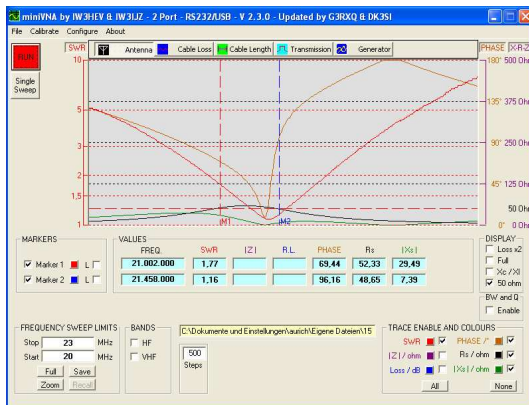 miniVNA by IW3HEV & IW3IJZ - 2 Port - RS232/USB - V 2.3.0 - Updated by G3RXQ & DK3SI
File Calibrate Configure About
RUN
Single Sweep
SWR
Antenna
Cable Loss
Cable Length
Transmission
Generator
PHASE
X-R-Z
10
180° 500 Ohm
5
135° 375 Ohm
3
90° 250 Ohm
2
1,5
45° 125 Ohm
50 Ohm
1
0° 0 Ohm
M1
M2
MARKERS
Marker 1 L
Marker 2 L
VALUES
FREQ. SWR |Z| R.L. PHASE Rs |Xs|
21.002.000 1,77 69,44 52,33 29,49
21.458.000 1,16 96,16 48,65 7,39
DISPLAY
Loss x2
Full
Xc / Xl
50 ohm
BW and Q
Enable
FREQUENCY SWEEP LIMITS
Stop 23 MHz
Start 20 MHz
Full Save
Zoom Recall
BANDS
HF
VHF
C:\Dokumente und Einstellungen\aurich\Eigene Dateien\15
500
Steps
TRACE ENABLE AND COLOURS
SWR PHASE /°
|Z| / ohm Rs / ohm
Loss / dB |Xs| / ohm
All None